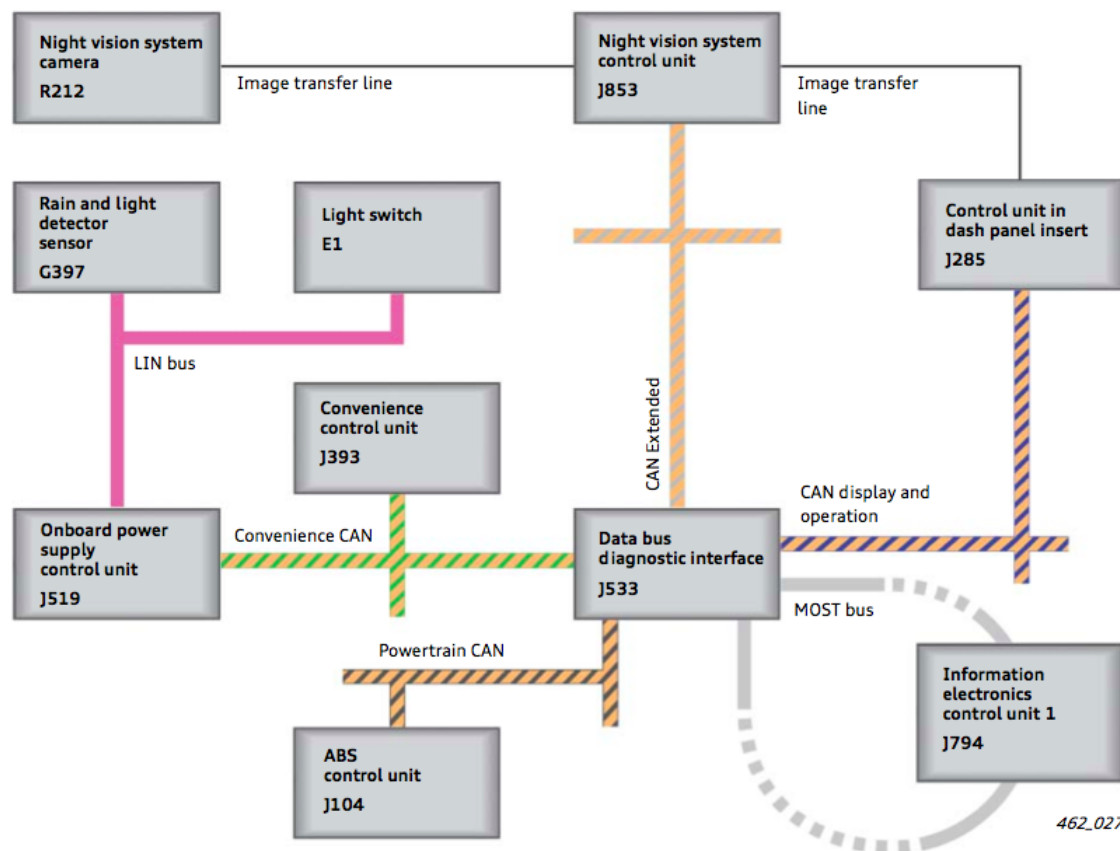 Night vision system
camera
R212
Image transfer line
Night vision system
control unit
J853
Image transfer
line
Rain and light
detector
sensor
G397
Light switch
E1
Control unit in
dash panel insert
J285
LIN bus
Convenience
control unit
J393
CAN Extended
CAN display and
operation
Onboard power
supply
control unit
J519
Convenience CAN
Data bus
diagnostic interface
J533
MOST bus
Powertrain CAN
Information
electronics
control unit 1
J794
ABS
control unit
J104
462_027